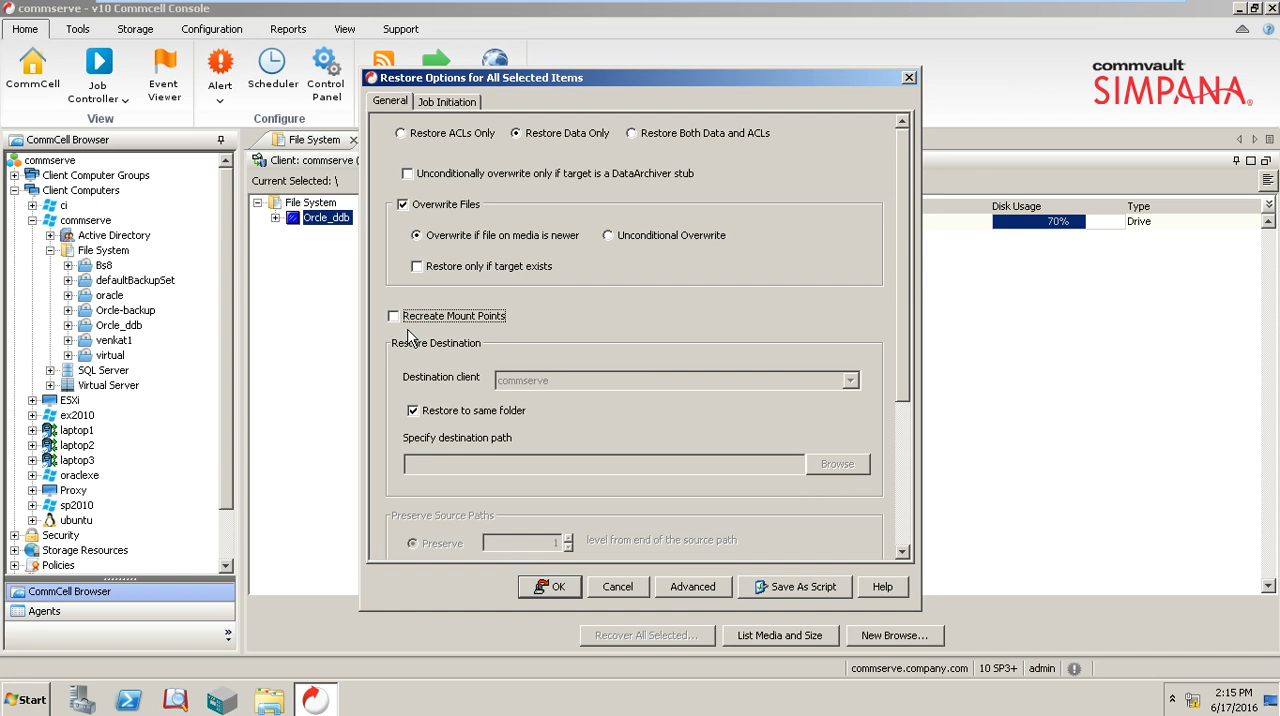 commserve - v10 Commcell Console
Home Tools Storage Configuration Reports View Support
CommCell
Job Controller
Event Viewer
View
Alert
Scheduler
Control Panel
Configure
commvault
SIMPANA
CommCell Browser
commserve
Client Computer Groups
Client Computers
ci
commserve
Active Directory
File System
Bs8
defaultBackupSet
oracle
Orcle-backup
Orcle_ddb
venkat1
virtual
SQL Server
Virtual Server
ESXi
ex2010
laptop1
laptop2
laptop3
oraclexe
Proxy
sp2010
ubuntu
Security
Storage Resources
Policies
CommCell Browser
Agents
File System
Client: commserve (
Current Selected: \
File System
Orcle_ddb
Disk Usage Type
70% Drive
Restore Options for All Selected Items
General Job Initiation
Restore ACLs Only Restore Data Only Restore Both Data and ACLs
Unconditionally overwrite only if target is a DataArchiver stub
Overwrite Files
Overwrite if file on media is newer Unconditional Overwrite
Restore only if target exists
Recreate Mount Points
Restore Destination
Destination client commserve
Restore to same folder
Specify destination path
Browse
Preserve Source Paths
Preserve 1 level from end of the source path
OK Cancel Advanced Save As Script Help
Recover All Selected... List Media and Size New Browse...
commserve.company.com 10 SP3+ admin
Start
2:15 PM
6/17/2016